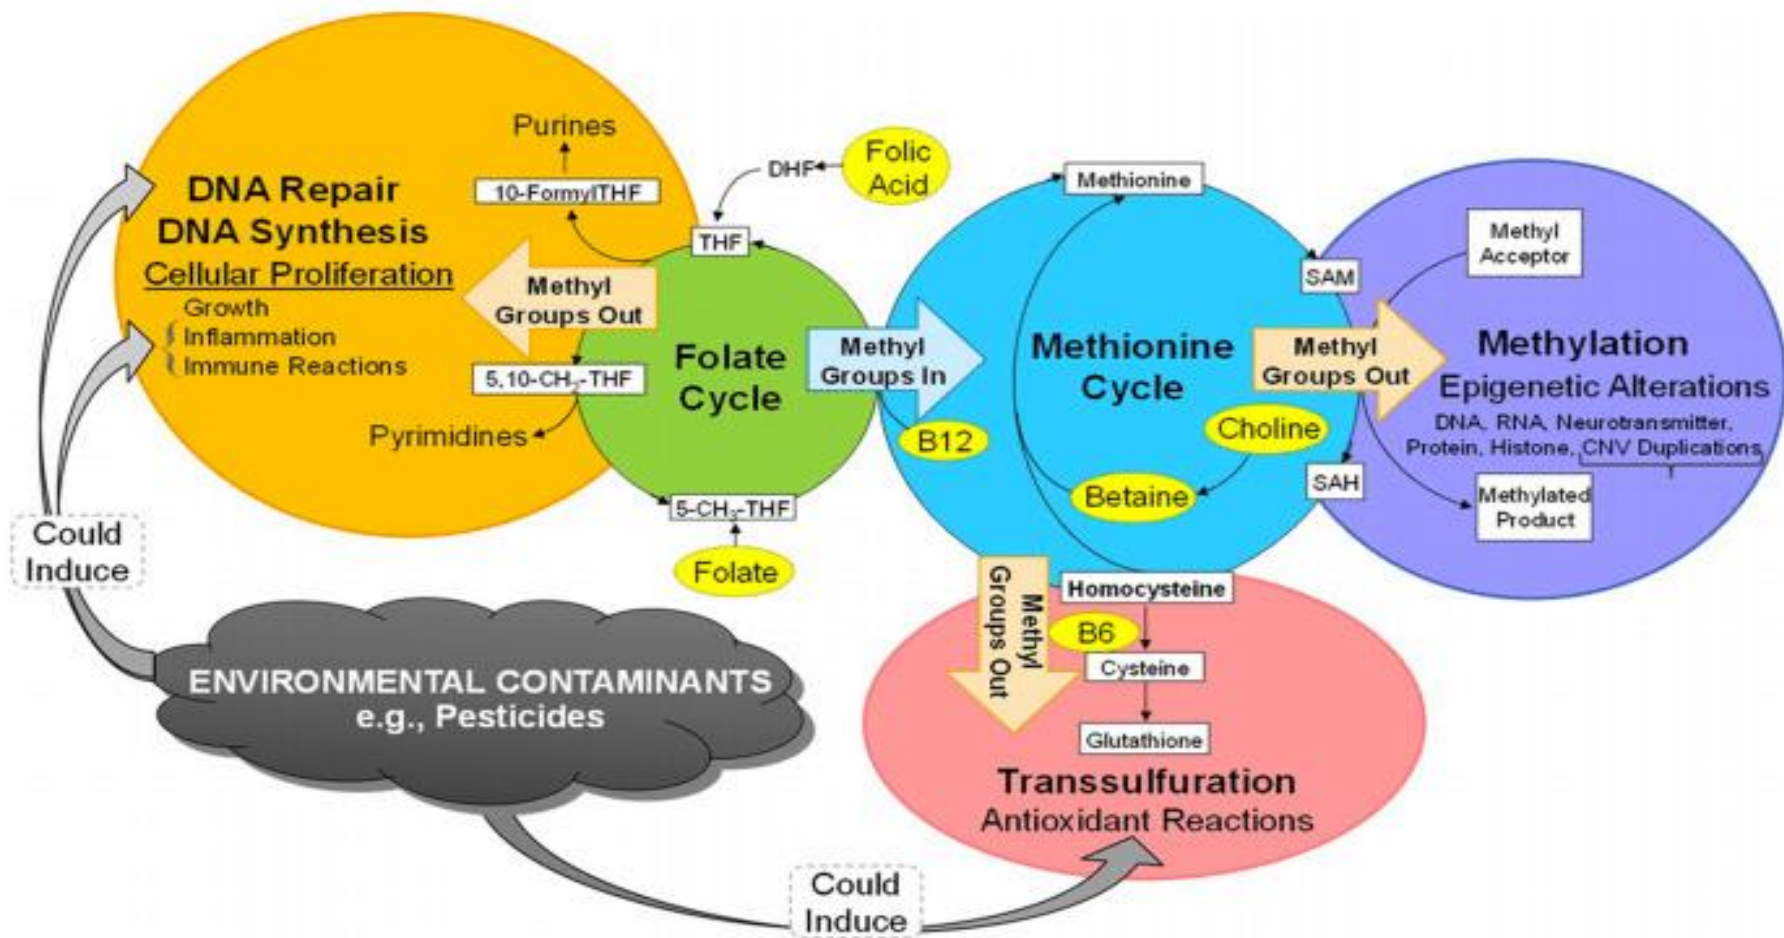 Purines
10-FormylTHF
DNA Repair
DNA Synthesis
Cellular Proliferation
Growth
Inflammation
Immune Reactions
Methyl
Groups Out
5,10-CH₂-THF
Pyrimidines
DHF
Folic
Acid
THF
Folate
Cycle
5-CH₃-THF
Folate
Methyl
Groups In
B12
Methionine
Methionine
Cycle
Choline
Betaine
SAM
SAH
Methyl
Groups Out
Methyl
Acceptor
Methylation
Epigenetic Alterations
DNA, RNA, Neurotransmitter,
Protein, Histone, CNV Duplications
Methylated
Product
Could
Induce
ENVIRONMENTAL CONTAMINANTS
e.g., Pesticides
Methyl
Groups Out
Homocysteine
B6
Cysteine
Glutathione
Transsulfuration
Antioxidant Reactions
Could
Induce